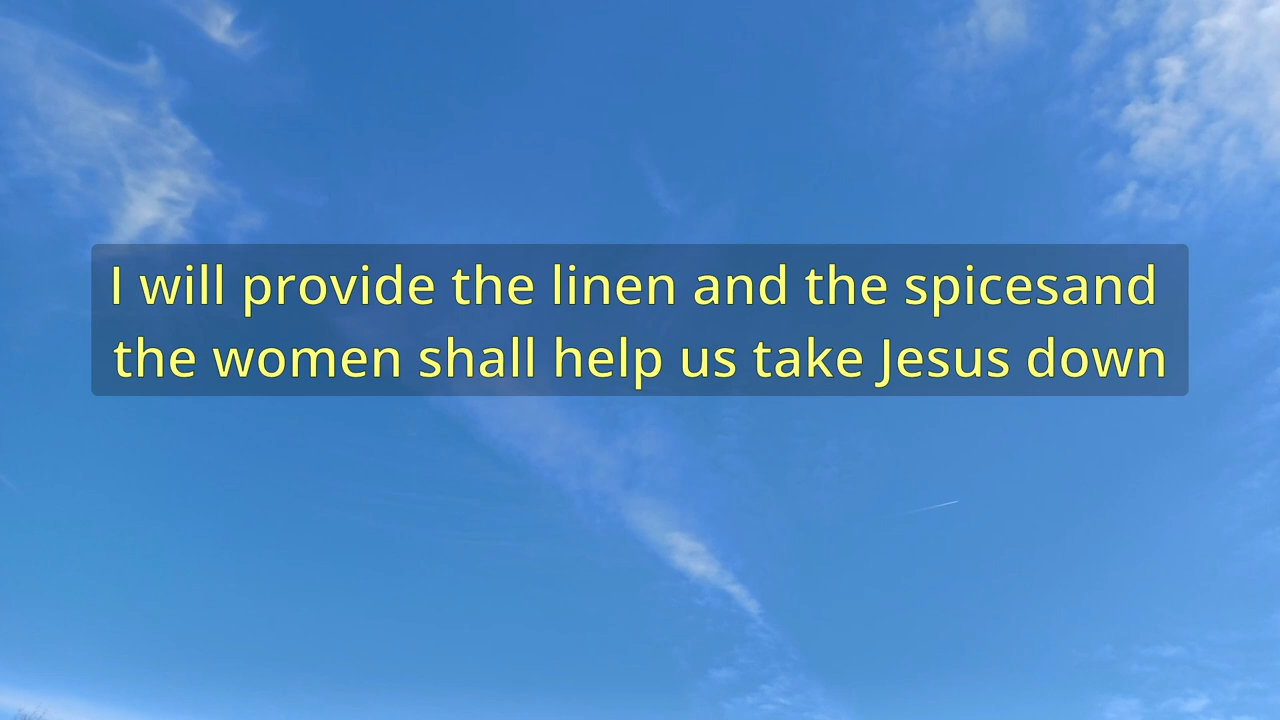 I will provide the linen and the spicesand
the women shall help us take Jesus down